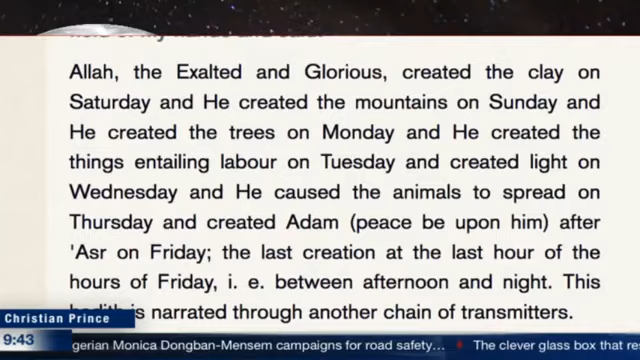 Allah, the Exalted and Glorious, created the clay on
Saturday and He created the mountains on Sunday and
He created the trees on Monday and He created the
things entailing labour on Tuesday and created light on
Wednesday and He caused the animals to spread on
Thursday and created Adam (peace be upon him) after
'Asr on Friday; the last creation at the last hour of the
hours of Friday, i. e. between afternoon and night. This
hadith is narrated through another chain of transmitters.
Christian Prince
9:43
gerian Monica Dongban-Mensem campaigns for road safety... The clever glass box that re